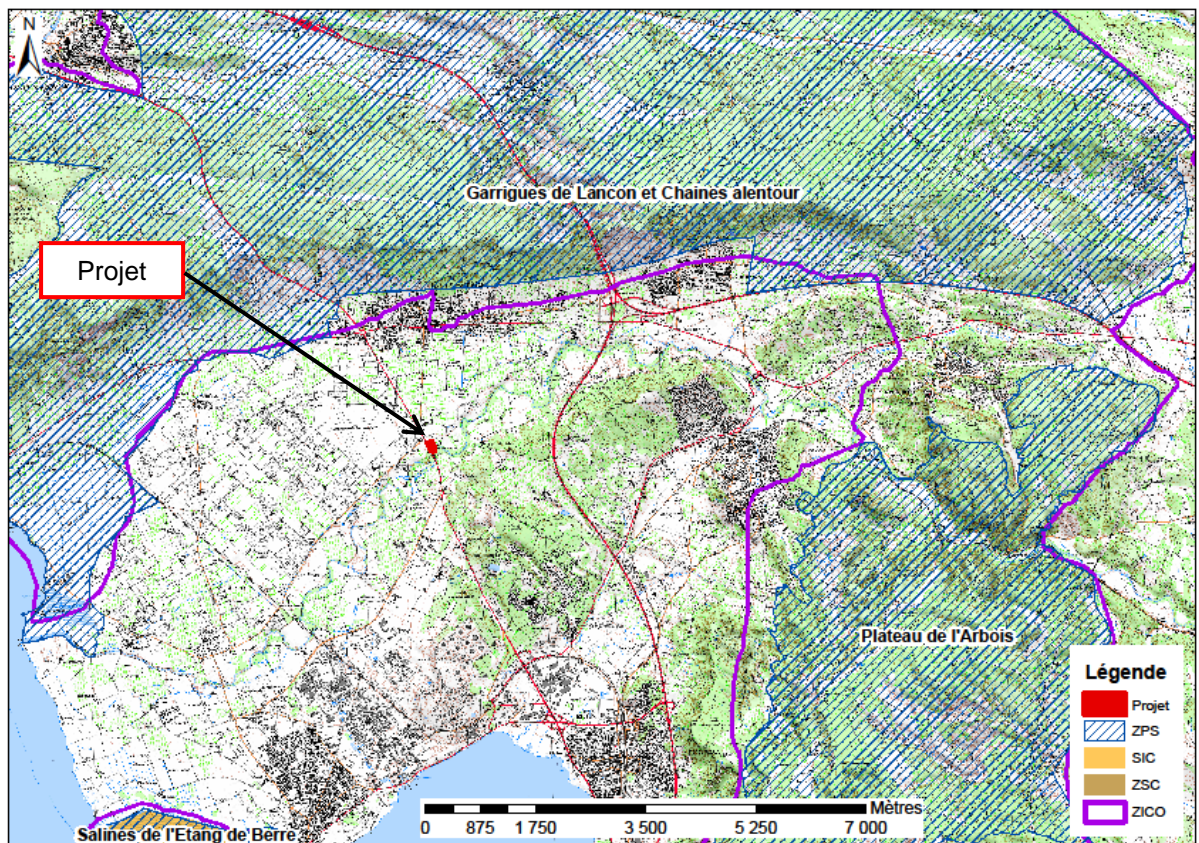 N
Garrigues de Lancon et Chaines alentour
Projet
Plateau de l'Arbois
Légende
Projet
ZPS
SIC
ZSC
ZICO
Mètres
0 875 1 750 3 500 5 250 7 000
Salines de l'Etang de Berre